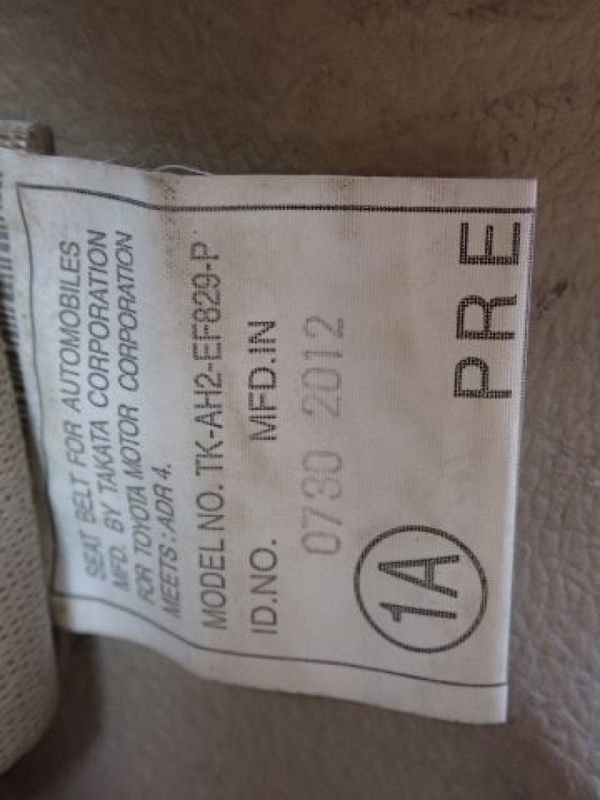 SEAT BELT FOR AUTOMOBILES
MFD. BY TAKATA CORPORATION
FOR TOYOTA MOTOR CORPORATION
MEETS : ADR 4.
MODEL NO. TK-AH2-EF829-P
ID.NO. MFD.IN
0730 2012
1A PRE